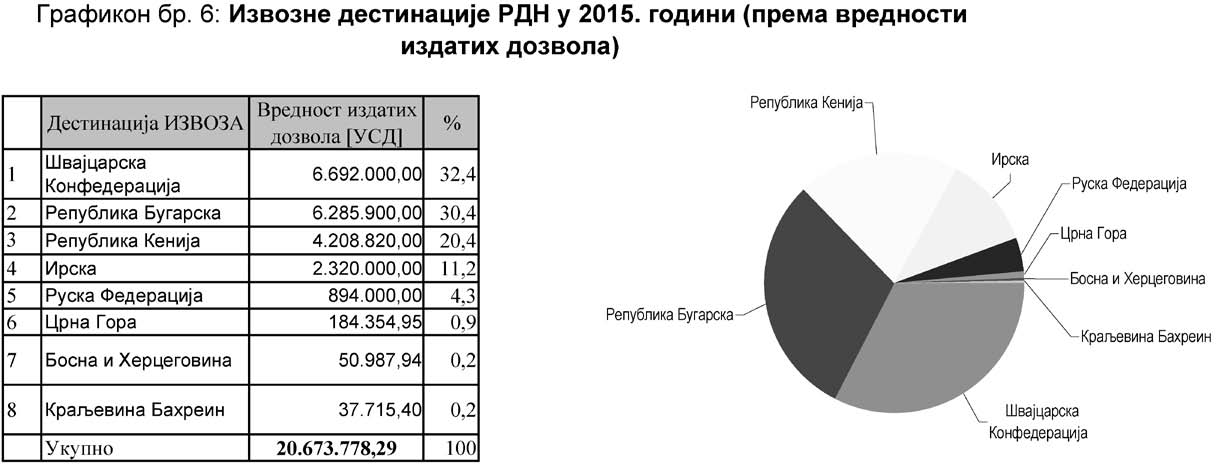 Графикон бр. 6: Извозне дестинације РДН у 2015. години (према вредности
издатих дозвола)
Дестинација ИЗВОЗА Вредност издатих дозвола [УСД] %
1 Швајцарска Конфедерација 6.692.000,00 32,4
2 Република Бугарска 6.285.900,00 30,4
3 Република Кенија 4.208.820,00 20,4
4 Ирска 2.320.000,00 11,2
5 Руска Федерација 894.000,00 4,3
6 Црна Гора 184.354,95 0,9
7 Босна и Херцеговина 50.987,94 0,2
8 Краљевина Бахреин 37.715,40 0,2
Укупно 20.673.778,29 100
Република Кенија
Ирска
Руска Федерација
Црна Гора
Босна и Херцеговина
Република Бугарска
Краљевина Бахреин
Швајцарска
Конфедерација